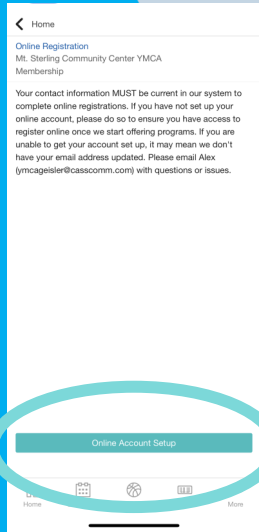 Home
Online Registration
Mt. Sterling Community Center YMCA
Membership
Your contact information MUST be current in our system to
complete online registrations. If you have not set up your
online account, please do so to ensure you have access to
register online once we start offering programs. If you are
unable to get your account set up, it may mean we don't
have your email address updated. Please email Alex
(ymcageisler@casscomm.com) with questions or issues.
Online Account Setup
Home
More